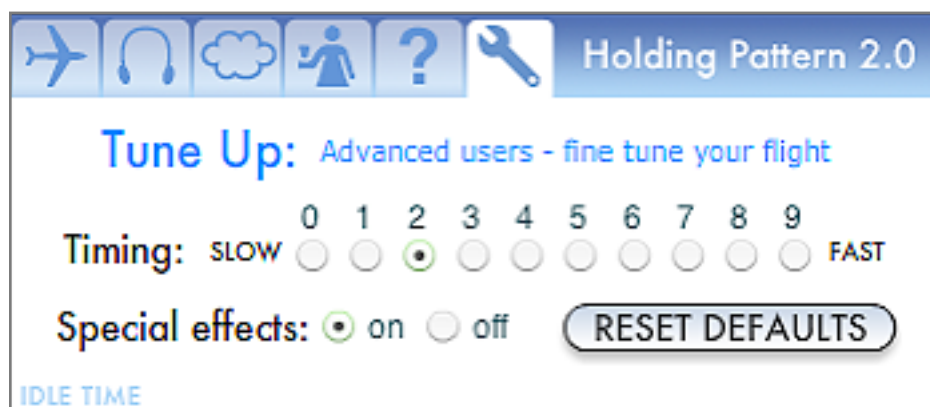 ? Holding Pattern 2.0
Tune Up: Advanced users - fine tune your flight
0 1 2 3 4 5 6 7 8 9
Timing: SLOW FAST
Special effects: on off RESET DEFAULTS
IDLE TIME